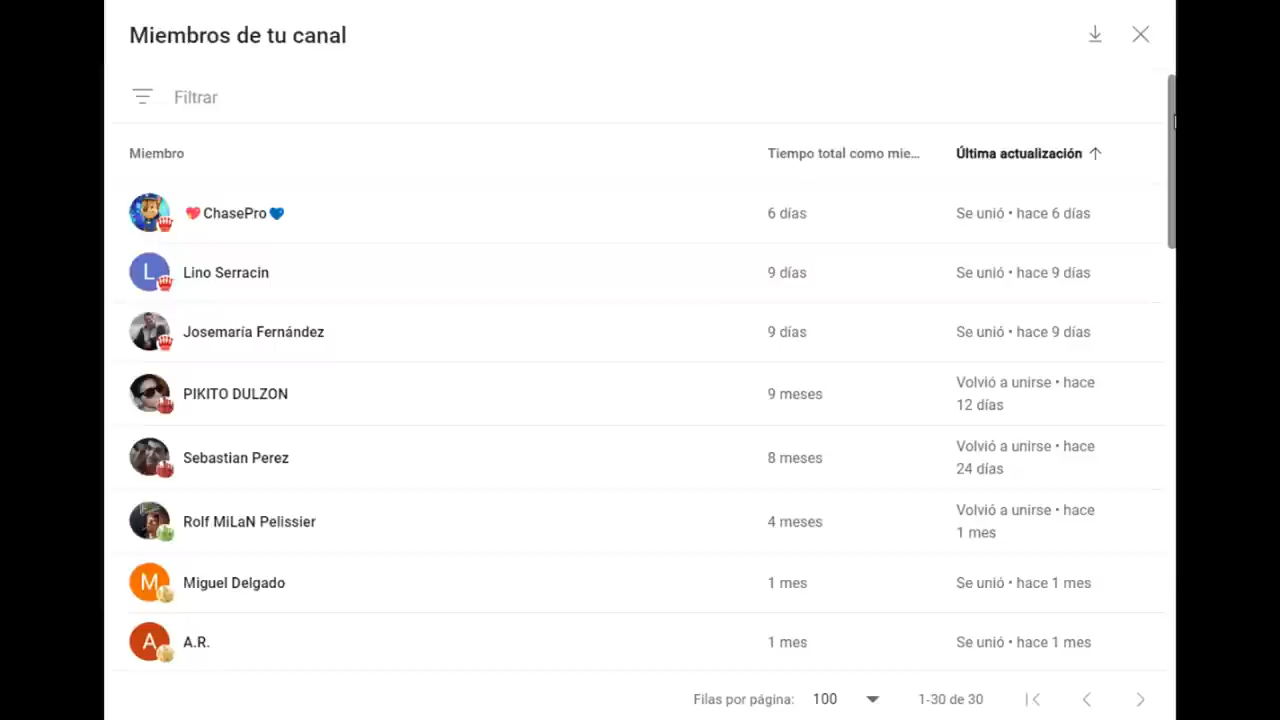 Miembros de tu canal
Filtrar
Miembro Tiempo total como mie... Última actualización
💖ChasePro💙 6 días Se unió • hace 6 días
L Lino Serracin 9 días Se unió • hace 9 días
Josemaría Fernández 9 días Se unió • hace 9 días
PIKITO DULZON 9 meses Volvió a unirse • hace
12 días
Sebastian Perez 8 meses Volvió a unirse • hace
24 días
Rolf MiLaN Pelissier 4 meses Volvió a unirse • hace
1 mes
M Miguel Delgado 1 mes Se unió • hace 1 mes
A A.R. 1 mes Se unió • hace 1 mes
Filas por página: 100 1-30 de 30